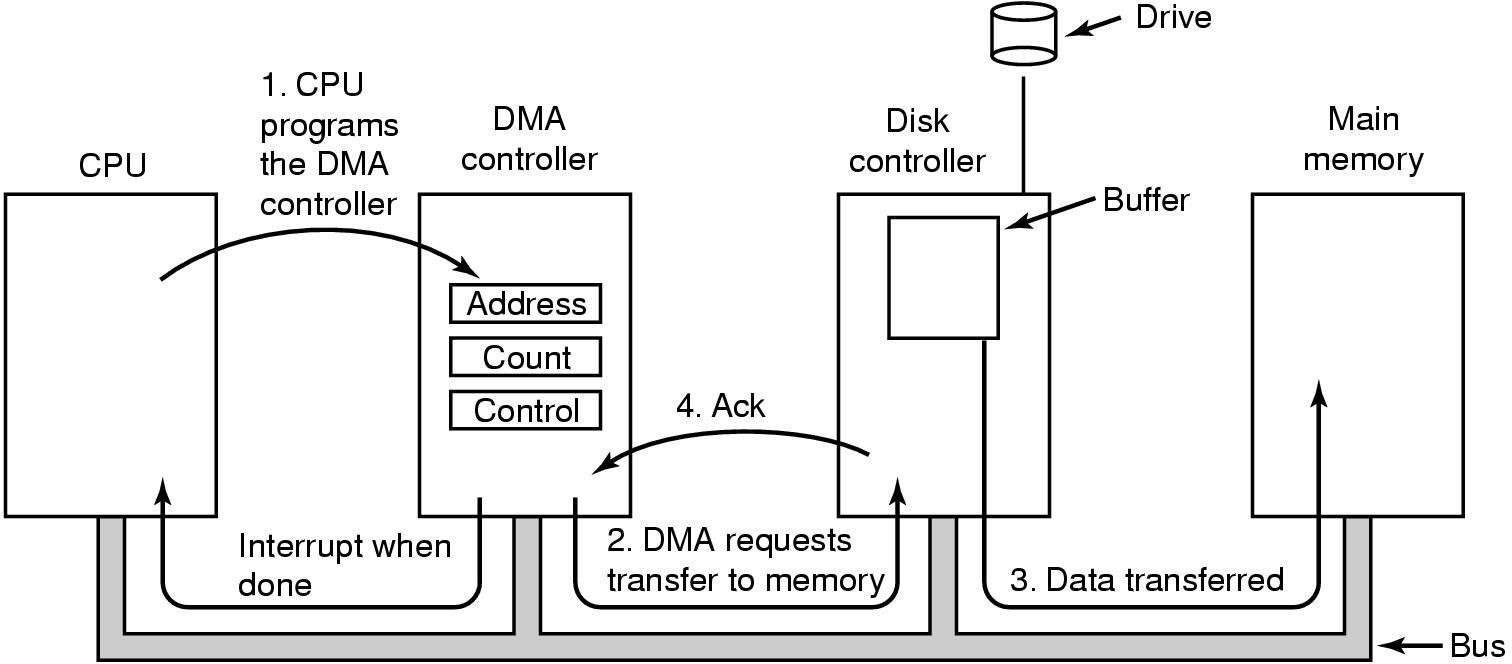 Drive
1. CPU
programs
the DMA
controller
CPU
DMA
controller
Disk
controller
Main
memory
Buffer
Address
Count
Control
4. Ack
Interrupt when
done
2. DMA requests
transfer to memory
3. Data transferred
Bus